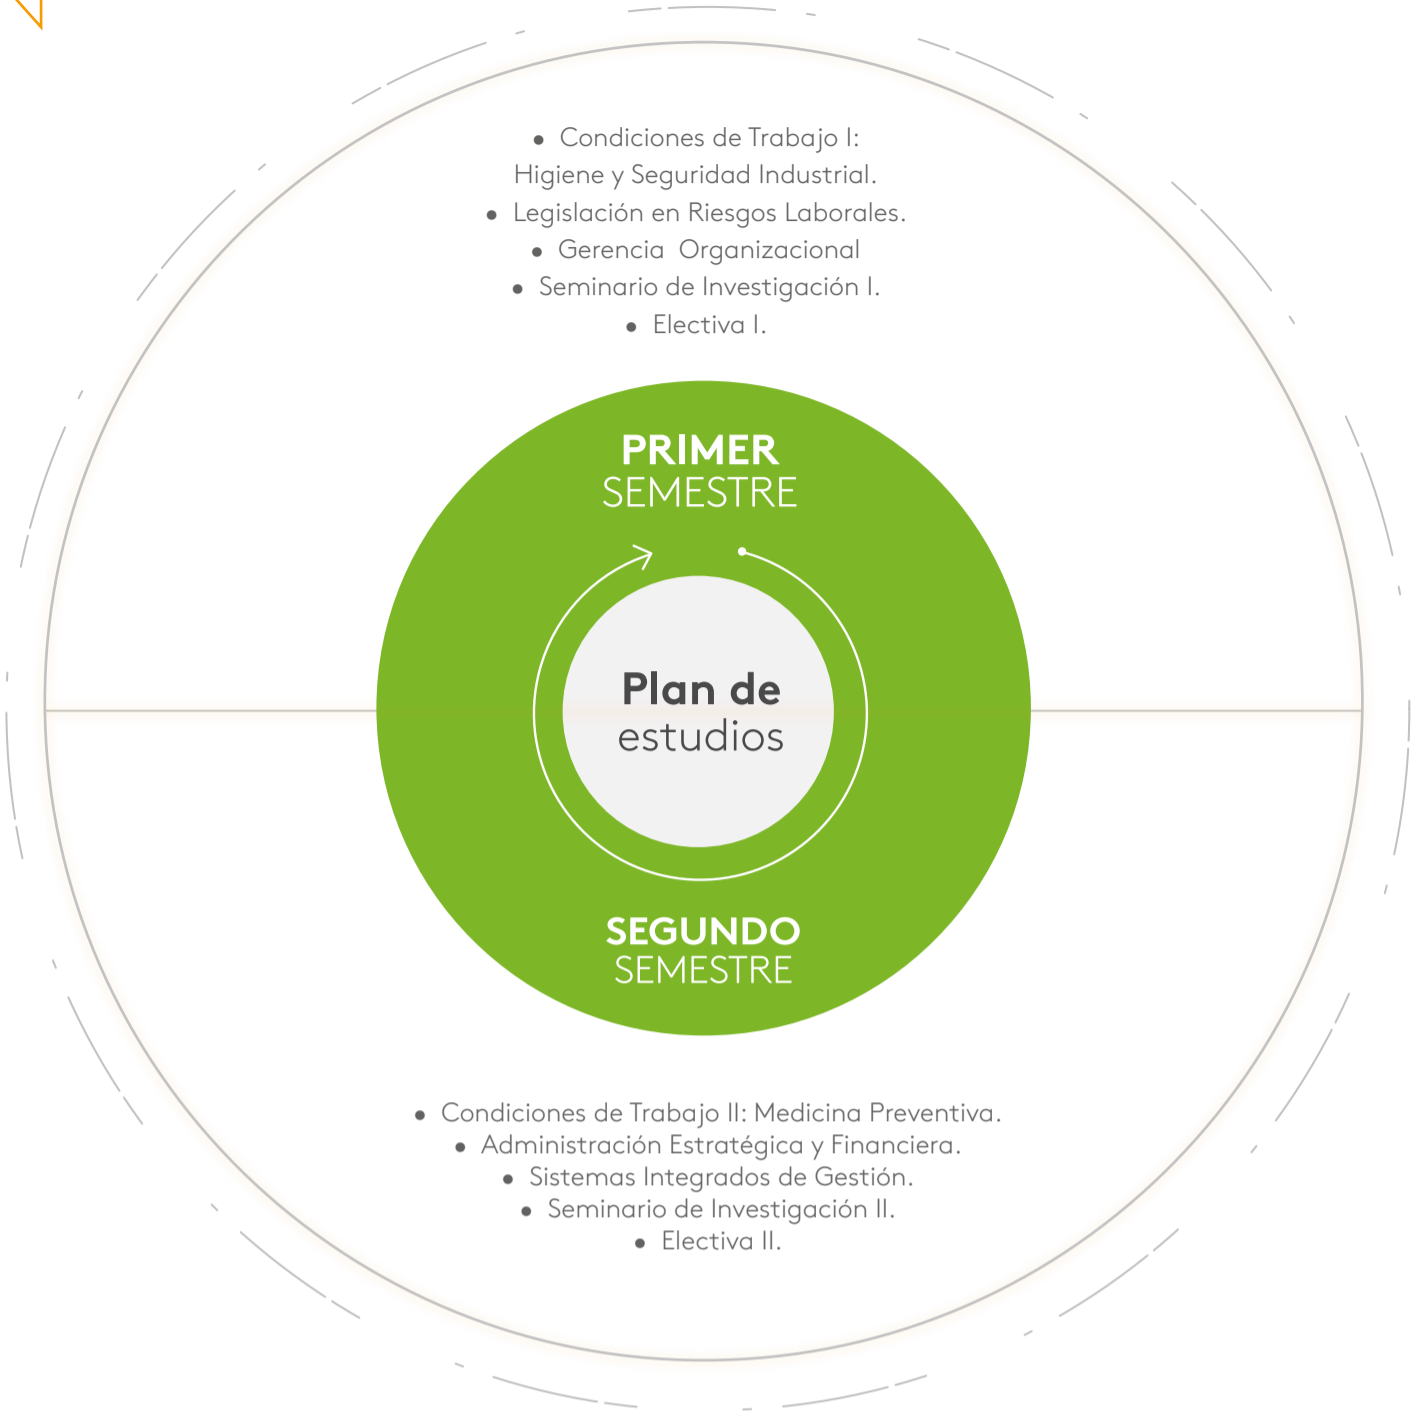 • Condiciones de Trabajo I:
Higiene y Seguridad Industrial.
• Legislación en Riesgos Laborales.
• Gerencia  Organizacional
• Seminario de Investigación I.
• Electiva I.
PRIMER
SEMESTRE
Plan de
estudios
SEGUNDO
SEMESTRE
• Condiciones de Trabajo II: Medicina Preventiva.
• Administración Estratégica y Financiera.
• Sistemas Integrados de Gestión.
• Seminario de Investigación II.
• Electiva II.